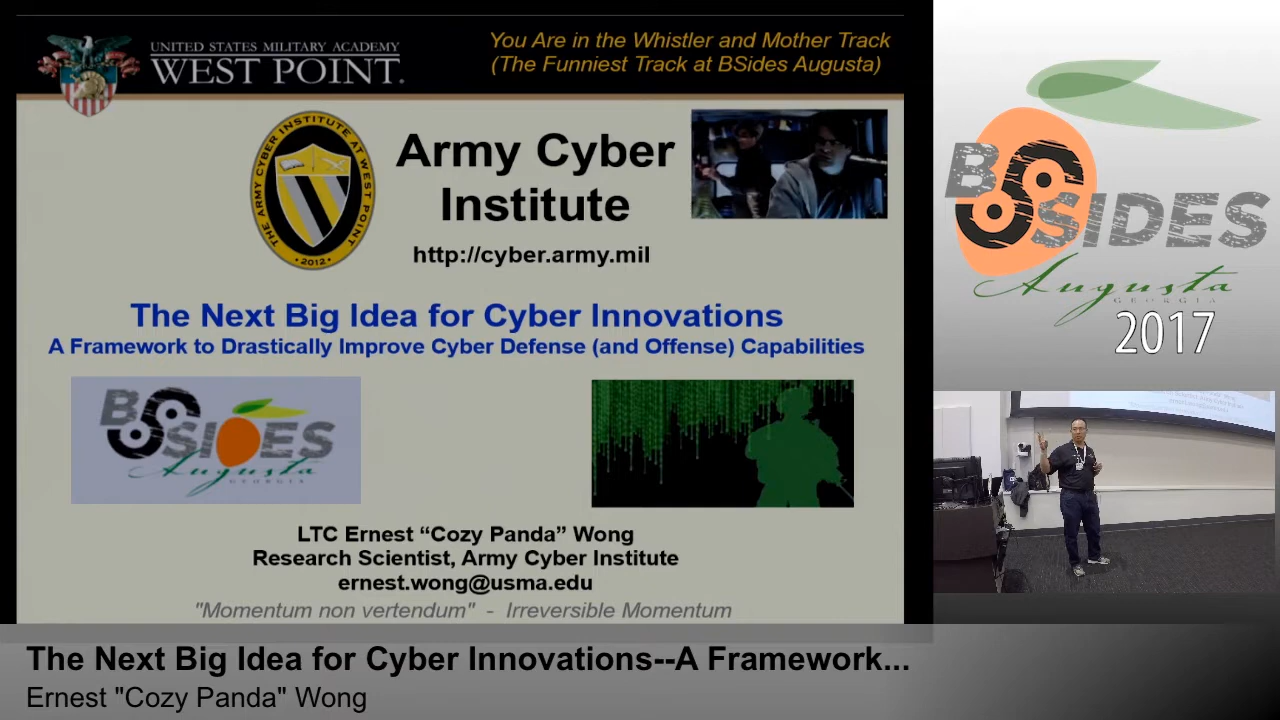 UNITED STATES MILITARY ACADEMY
WEST POINT.
You Are in the Whistler and Mother Track
(The Funniest Track at BSides Augusta)
THE ARMY CYBER INSTITUTE AT WEST POINT
• 2012 •
Army Cyber
Institute
http://cyber.army.mil
The Next Big Idea for Cyber Innovations
A Framework to Drastically Improve Cyber Defense (and Offense) Capabilities
BSIDES
Augusta
GEORGIA
LTC Ernest “Cozy Panda” Wong
Research Scientist, Army Cyber Institute
ernest.wong@usma.edu
"Momentum non vertendum" - Irreversible Momentum
BSIDES
Augusta
GEORGIA
2017
The Next Big Idea for Cyber Innovations--A Framework...
Ernest "Cozy Panda" Wong